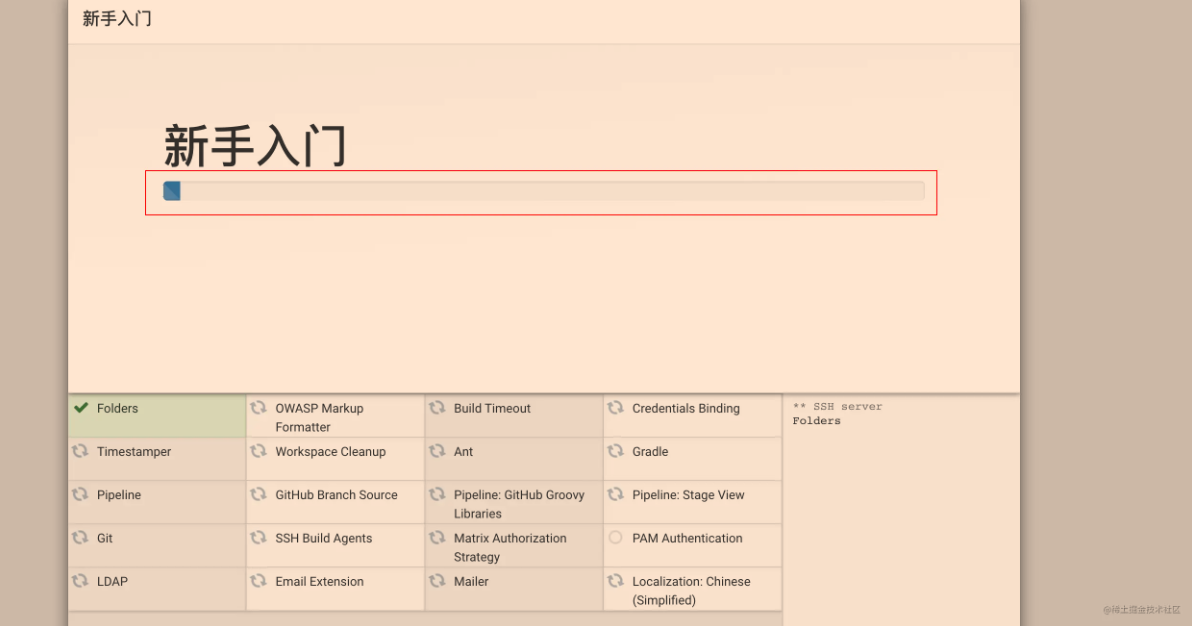 新手入门
新手入门
Folders
OWASP Markup
Formatter
Build Timeout
Credentials Binding
** SSH server
Folders
Timestamper
Workspace Cleanup
Ant
Gradle
Pipeline
GitHub Branch Source
Pipeline: GitHub Groovy
Libraries
Pipeline: Stage View
Git
SSH Build Agents
Matrix Authorization
Strategy
PAM Authentication
LDAP
Email Extension
Mailer
Localization: Chinese
(Simplified)
@稀土掘金技术社区